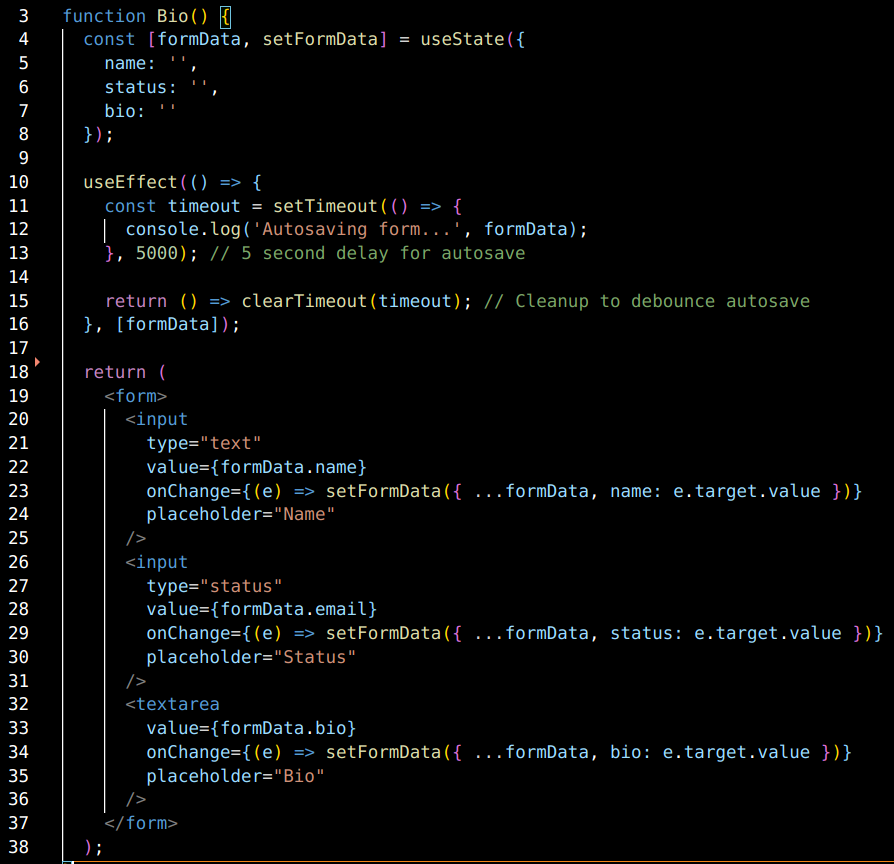 3 function Bio() {
4 const [formData, setFormData] = useState({
5 name: '',
6 status: '',
7 bio: ''
8 });
9
10 useEffect(() => {
11 const timeout = setTimeout(() => {
12 console.log('Autosaving form...', formData);
13 }, 5000); // 5 second delay for autosave
14
15 return () => clearTimeout(timeout); // Cleanup to debounce autosave
16 }, [formData]);
17
18 return (
19 <form>
20 <input
21 type="text"
22 value={formData.name}
23 onChange={(e) => setFormData({ ...formData, name: e.target.value })}
24 placeholder="Name"
25 />
26 <input
27 type="status"
28 value={formData.email}
29 onChange={(e) => setFormData({ ...formData, status: e.target.value })}
30 placeholder="Status"
31 />
32 <textarea
33 value={formData.bio}
34 onChange={(e) => setFormData({ ...formData, bio: e.target.value })}
35 placeholder="Bio"
36 />
37 </form>
38 );